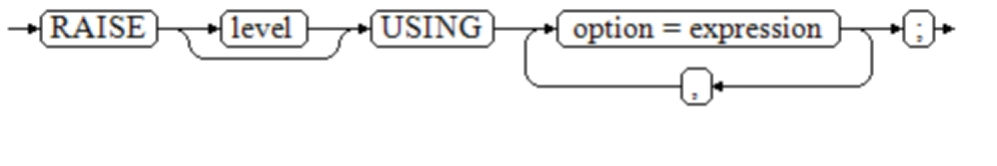 RAISE level USING option = expression ;
,